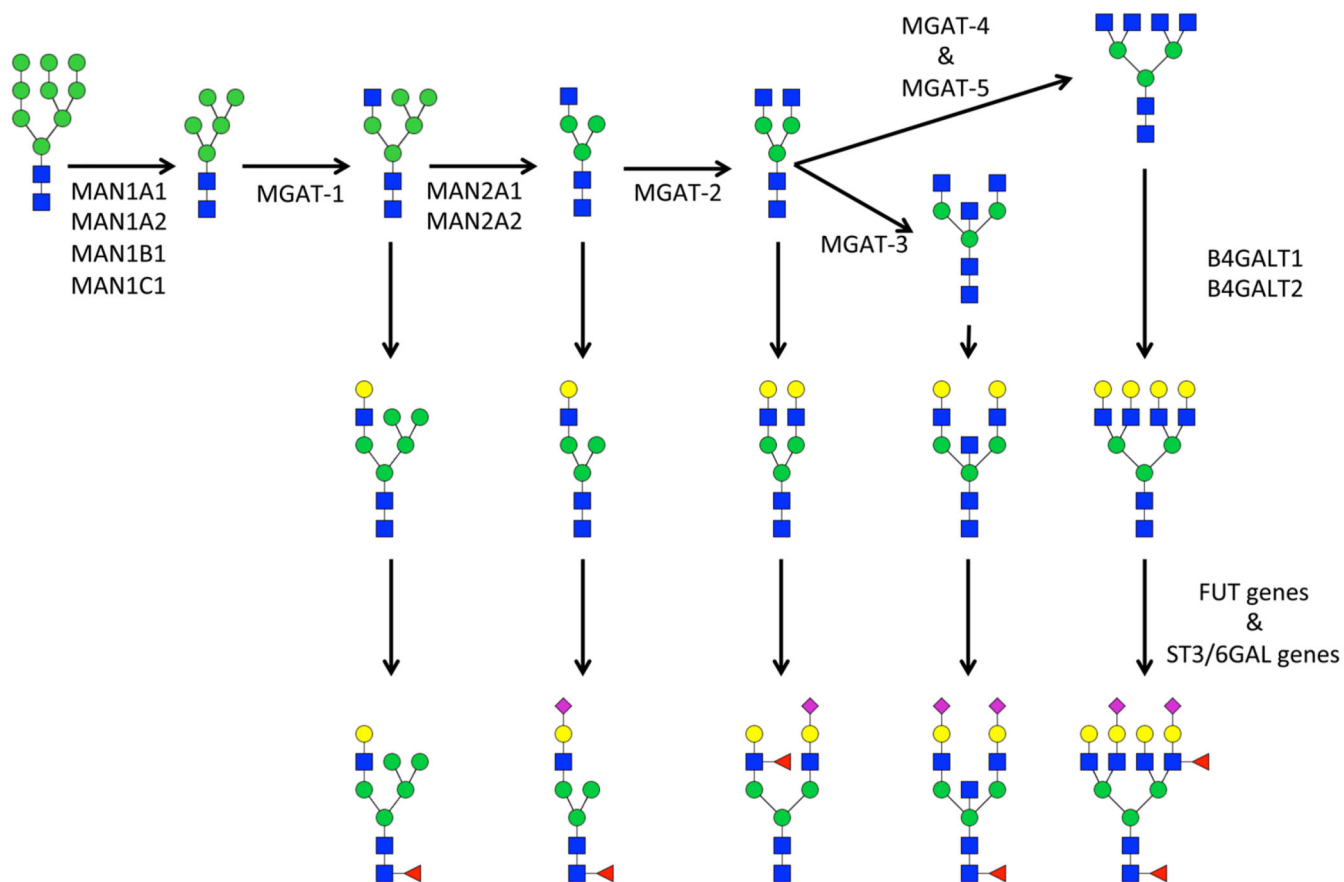 MGAT-4
&
MGAT-5
MAN1A1
MAN1A2
MAN1B1
MAN1C1
MGAT-1
MAN2A1
MAN2A2
MGAT-2
MGAT-3
B4GALT1
B4GALT2
FUT genes
&
ST3/6GAL genes